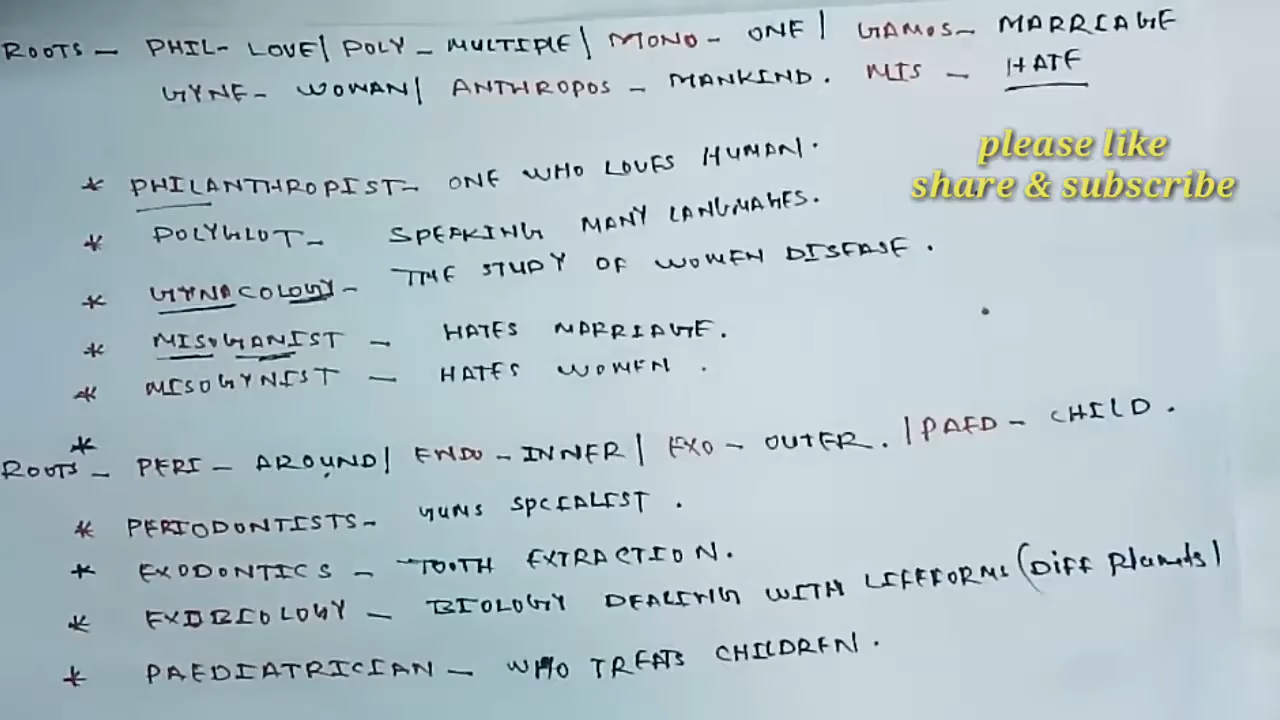 ROOTS - PHIL - LOVE | POLY - MULTIPLE | MONO - ONE | GAMOS - MARRIAGE
GYNE - WOMAN | ANTHROPOS - MANKIND. MIS - HATE
please like
share & subscribe
* PHILANTHROPIST - ONE WHO LOVES HUMAN.
* POLYGLOT - SPEAKING MANY LANGUAGES.
* GYNACOLOGY - THE STUDY OF WOMEN DISEASE.
* MISOGAMIST - HATES MARRIAGE.
* MISOGYNIST - HATES WOMEN.
*
ROOTS - PERI - AROUND | ENDO - INNER | EXO - OUTER. | PAED - CHILD.
* PERIODONTISTS - GUMS SPCIALIST.
* EXODONTICS - TOOTH EXTRACTION.
* EXOBIOLOGY - BIOLOGY DEALING WITH LIFEFORMS (Diff Planets)
* PAEDIATRICIAN - WHO TREATS CHILDREN.